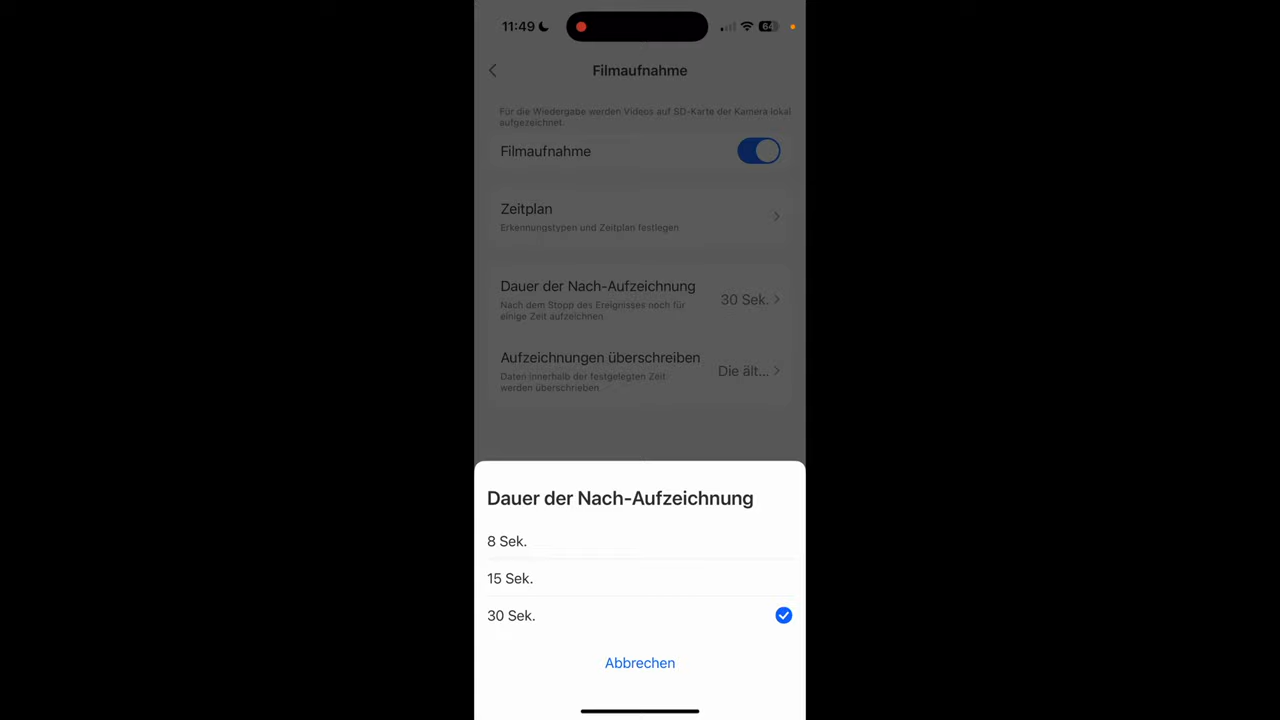 11:49
64
Filmaufnahme
Für die Wiedergabe werden Videos auf SD-Karte der Kamera lokal
aufgezeichnet.
Filmaufnahme
Zeitplan
Erkennungstypen und Zeitplan festlegen
Dauer der Nach-Aufzeichnung
Nach dem Stopp des Ereignisses noch für
einige Zeit aufzeichnen
30 Sek.
Aufzeichnungen überschreiben
Daten innerhalb der festgelegten Zeit
werden überschrieben.
Die ält...
Dauer der Nach-Aufzeichnung
8 Sek.
15 Sek.
30 Sek.
Abbrechen